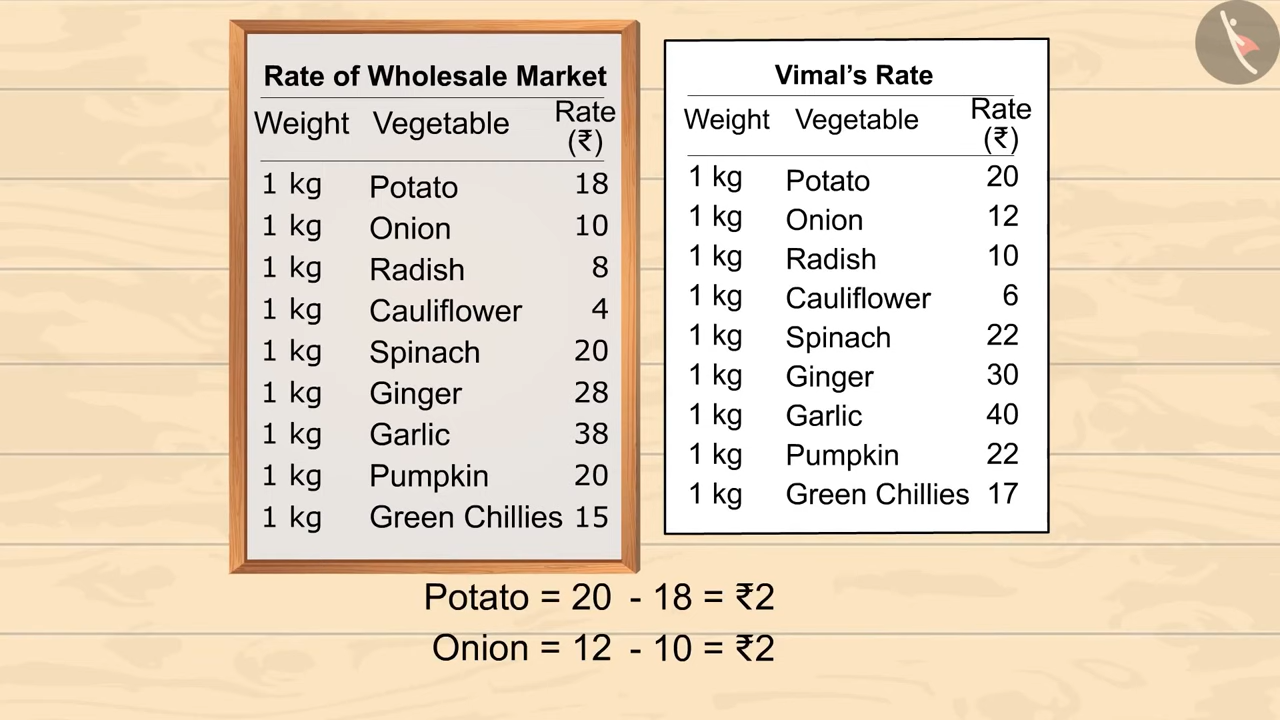 Rate of Wholesale Market
Weight Vegetable Rate (₹)
1 kg Potato 18
1 kg Onion 10
1 kg Radish 8
1 kg Cauliflower 4
1 kg Spinach 20
1 kg Ginger 28
1 kg Garlic 38
1 kg Pumpkin 20
1 kg Green Chillies 15
Vimal’s Rate
Weight Vegetable Rate (₹)
1 kg Potato 20
1 kg Onion 12
1 kg Radish 10
1 kg Cauliflower 6
1 kg Spinach 22
1 kg Ginger 30
1 kg Garlic 40
1 kg Pumpkin 22
1 kg Green Chillies 17
Potato = 20 - 18 = ₹2
Onion = 12 - 10 = ₹2